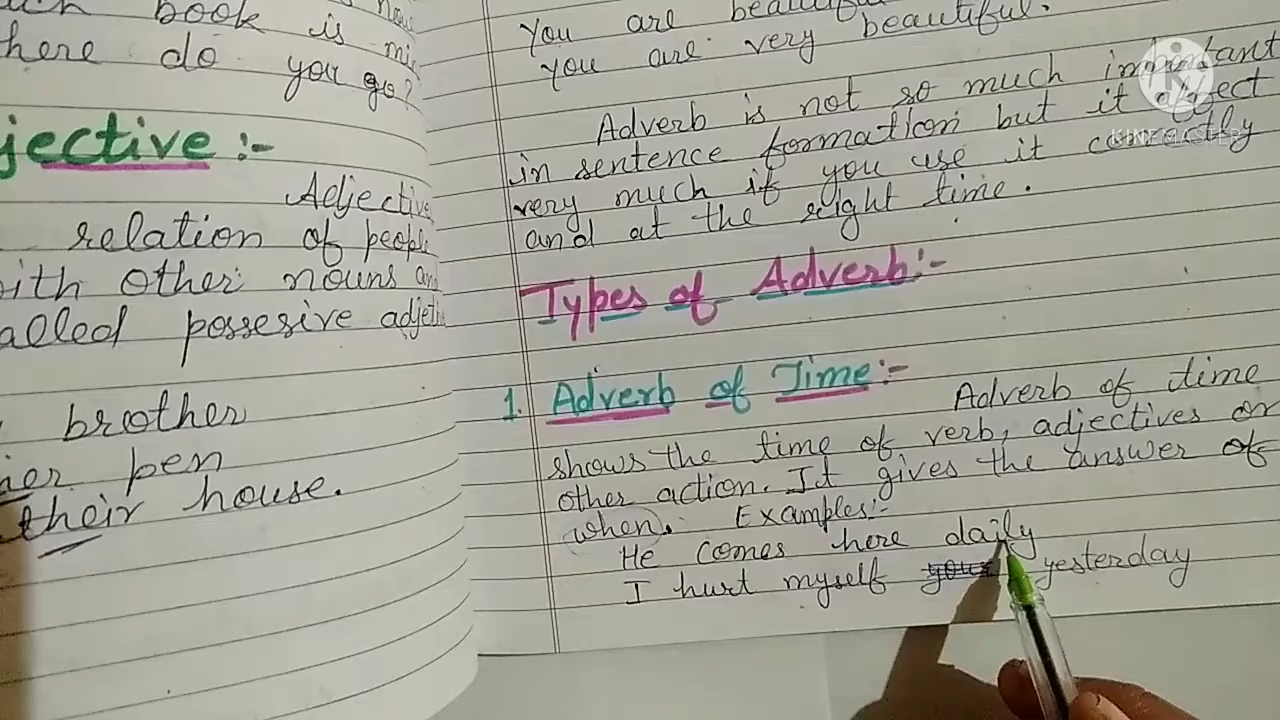 book is
here do you go?
jective :-
Adjective
relation of people
with other nouns and
alled possesive
brother
her pen
their house.
You are
you are very beautiful.
Adverb is not so much important
in sentence formation but it affect
very much if you use it correctly
and at the right time.
Types of Adverb:-
1. Adverb of Time:-
Adverb of time
shows the time of verb, adjectives or
other action. It gives the answer of
when. Examples:-
He comes here daily
I hurt myself yesterday
KINEMASTER